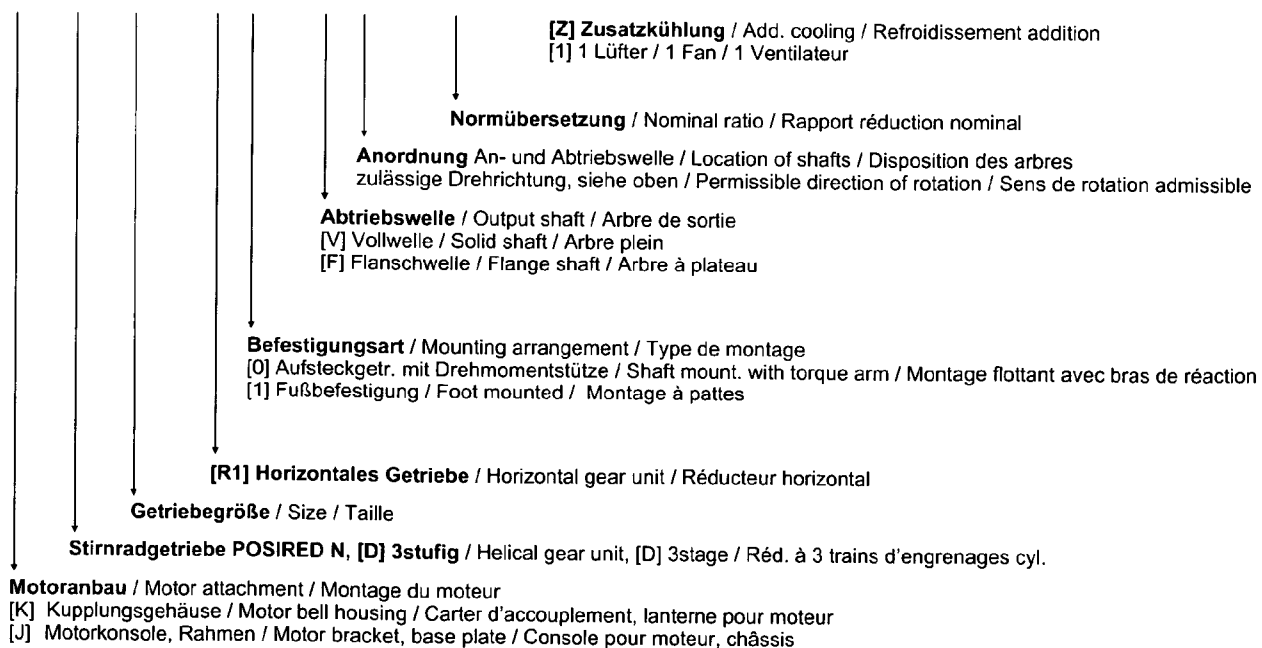 [Z] Zusatzkühlung / Add. cooling / Refroidissement addition
[1] 1 Lüfter / 1 Fan / 1 Ventilateur
Normübersetzung / Nominal ratio / Rapport réduction nominal
Anordnung An- und Abtriebswelle / Location of shafts / Disposition des arbres
zulässige Drehrichtung, siehe oben / Permissible direction of rotation / Sens de rotation admissible
Abtriebswelle / Output shaft / Arbre de sortie
[V] Vollwelle / Solid shaft / Arbre plein
[F] Flanschwelle / Flange shaft / Arbre à plateau
Befestigungsart / Mounting arrangement / Type de montage
[0] Aufsteckgetr. mit Drehmomentstütze / Shaft mount. with torque arm / Montage flottant avec bras de réaction
[1] Fußbefestigung / Foot mounted / Montage à pattes
[R1] Horizontales Getriebe / Horizontal gear unit / Réducteur horizontal
Getriebegröße / Size / Taille
Stirnradgetriebe POSIRED N, [D] 3stufig / Helical gear unit, [D] 3stage / Réd. à 3 trains d'engrenages cyl.
Motoranbau / Motor attachment / Montage du moteur
[K] Kupplungsgehäuse / Motor bell housing / Carter d'accouplement, lanterne pour moteur
[J] Motorkonsole, Rahmen / Motor bracket, base plate / Console pour moteur, châssis